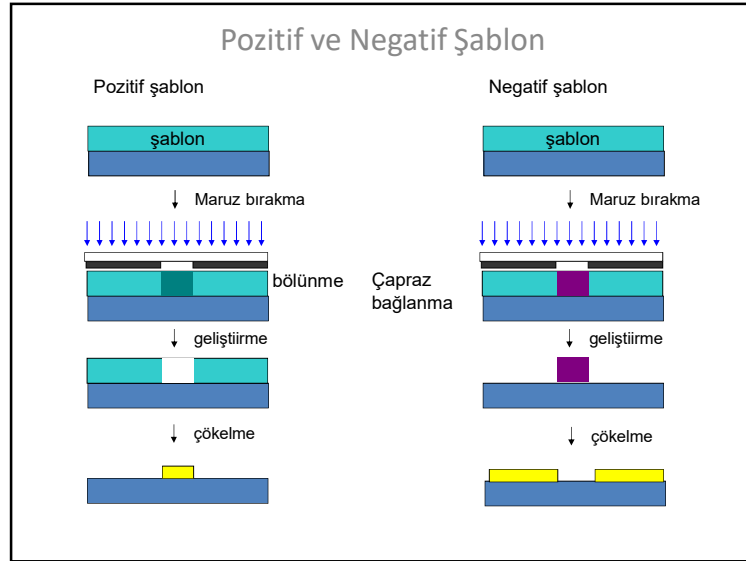 Pozitif ve Negatif Şablon
Pozitif şablon
şablon
Maruz bırakma
bölünme
geliştiirme
çökelme
Negatif şablon
şablon
Maruz bırakma
Çapraz
bağlanma
geliştiirme
çökelme